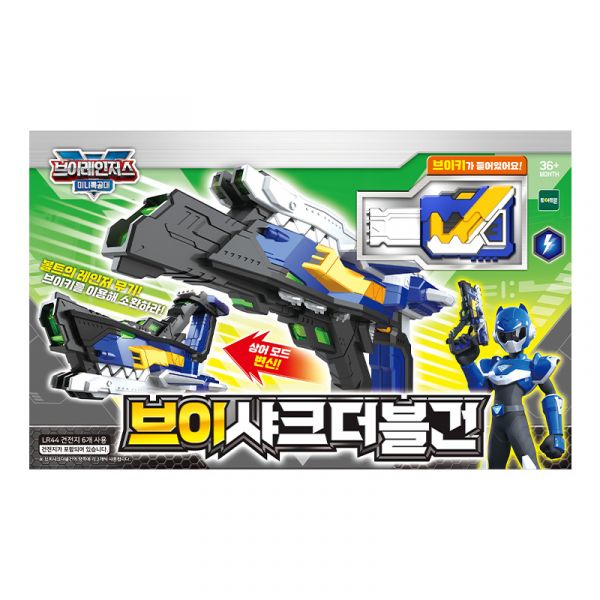 브이레인저스
미니특공대
브이키가 들어있어요!
36+
MONTH
볼트의 레인저 무기!
브이키를 이용해 소환하라!
상어 모드
변신!
브이샤크더블건
LR44 건전지 6개 사용
건전지가 포함되어 있습니다.